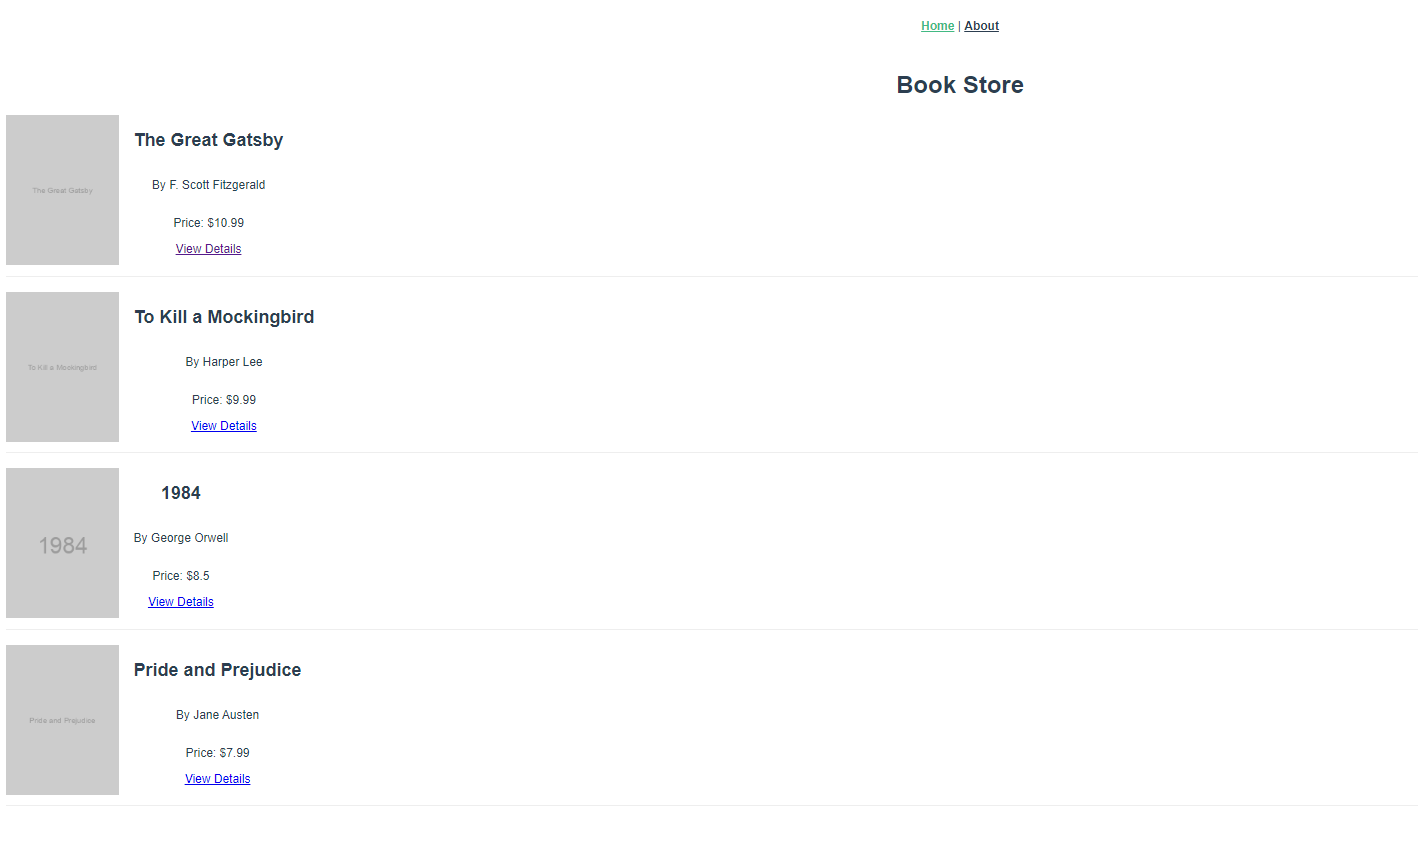 Home | About
Book Store
The Great Gatsby
The Great Gatsby
By F. Scott Fitzgerald
Price: $10.99
View Details
To Kill a Mockingbird
To Kill a Mockingbird
By Harper Lee
Price: $9.99
View Details
1984
1984
By George Orwell
Price: $8.5
View Details
Pride and Prejudice
Pride and Prejudice
By Jane Austen
Price: $7.99
View Details